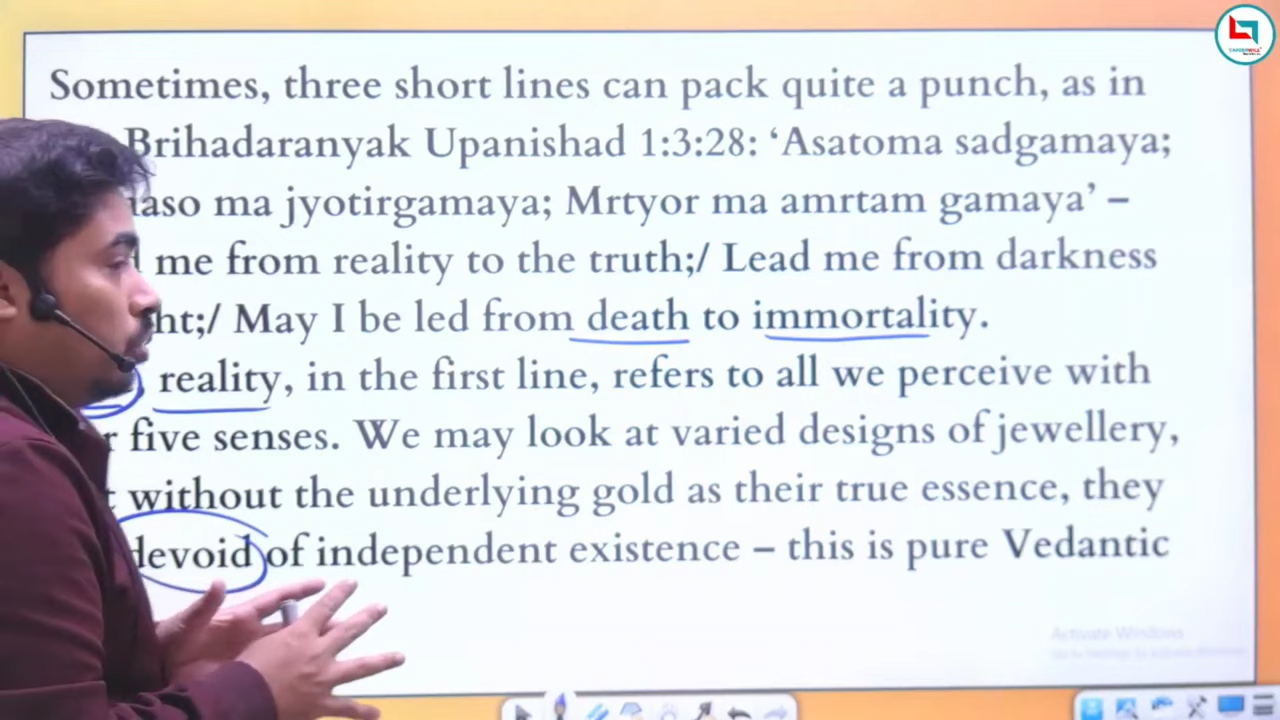 Sometimes, three short lines can pack quite a punch, as in
Brihadaranyak Upanishad 1:3:28: ‘Asatoma sadgamaya;
ma jyotirgamaya; Mrtyor ma amrtam gamaya’ –
me from reality to the truth;/ Lead me from darkness
May I be led from death to immortality.
reality, in the first line, refers to all we perceive with
five senses. We may look at varied designs of jewellery,
without the underlying gold as their true essence, they
devoid of independent existence – this is pure Vedantic
Activate Windows
CAREERWILL